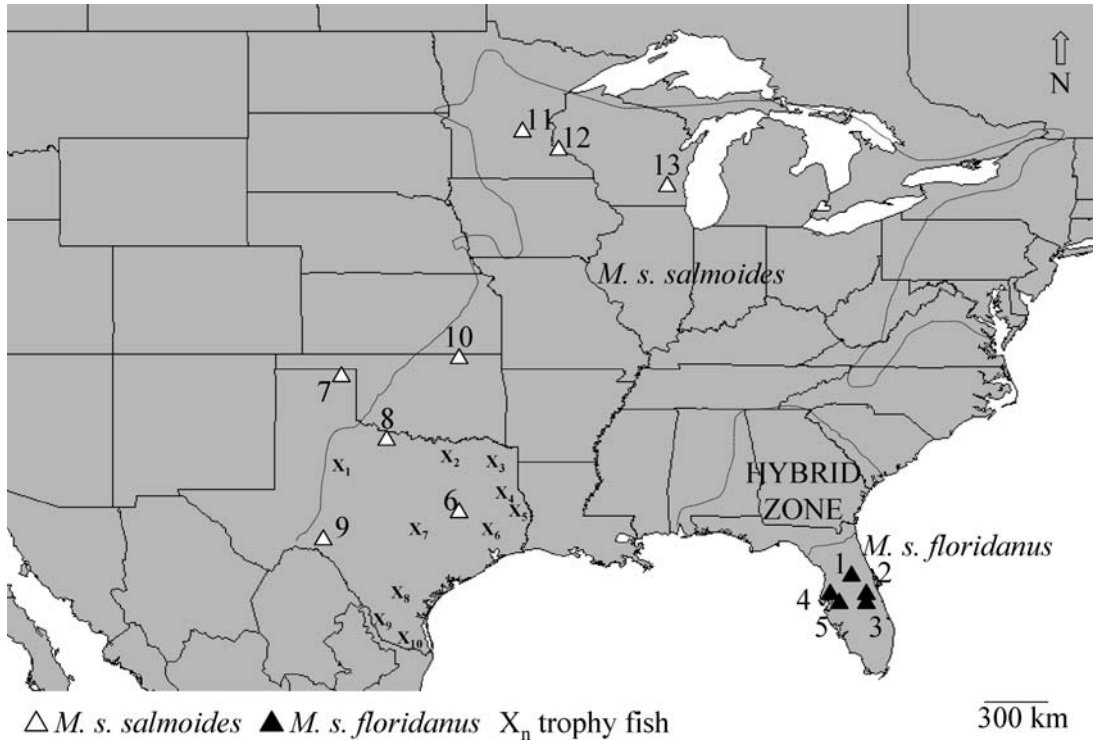 N
11
12
13
M. s. salmoides
10
7
8
X1
X2
X3
X4
X5
6
X7
X6
9
HYBRID
ZONE
M. s. floridanus
1
2
4
5
3
X8
X9
X10
M. s. salmoides M. s. floridanus Xn trophy fish
300 km